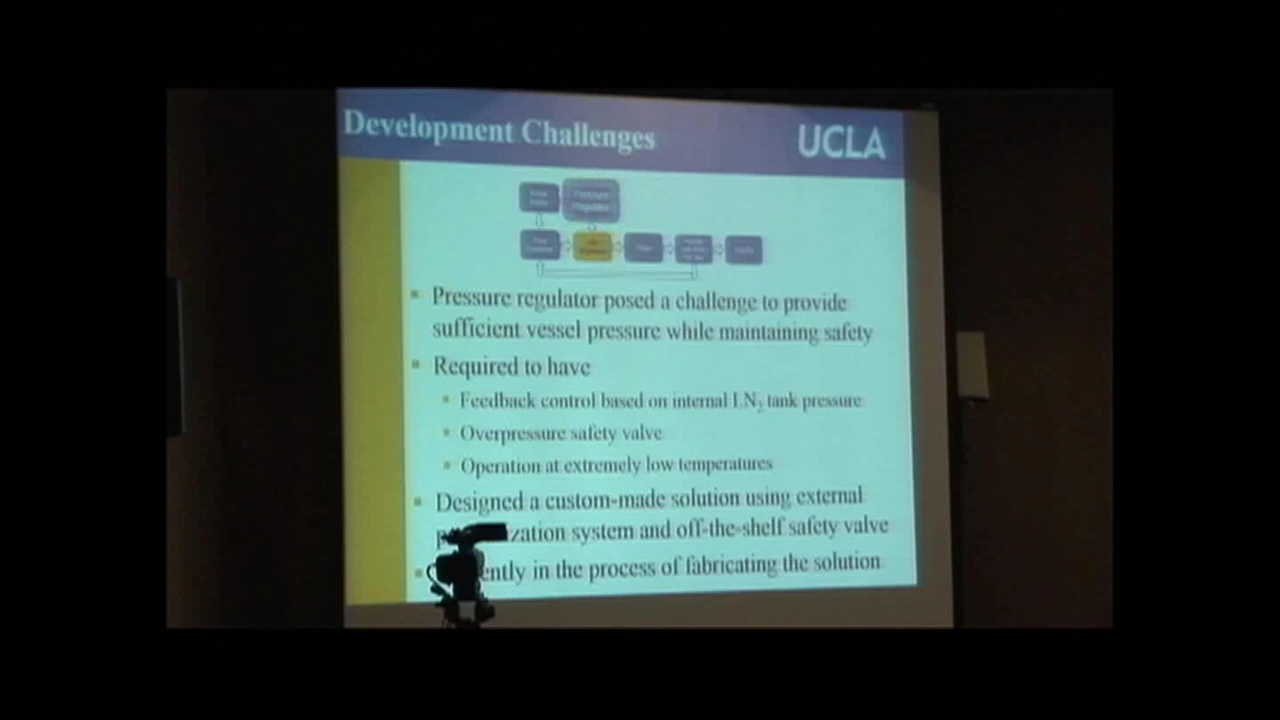 Development Challenges
UCLA
Pressure
Regulator
Pressure regulator posed a challenge to provide
sufficient vessel pressure while maintaining safety
Required to have
Feedback control based on internal LN₂ tank pressure
Overpressure safety valve
Operation at extremely low temperatures
Designed a custom-made solution using external
zation system and off-the-shelf safety valve
ently in the process of fabricating the solution